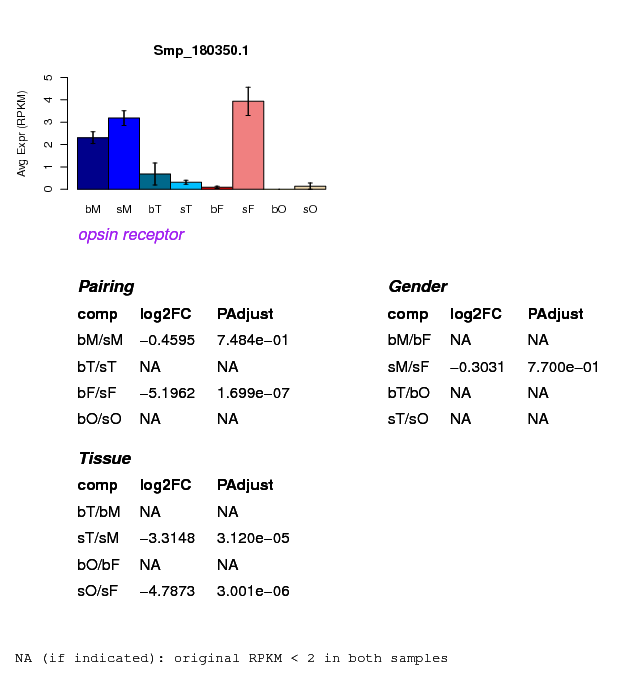 Smp_180350.1
Avg Expr (RPKM)
0 1 2 3 4 5
bM sM bT sT bF sF bO sO
opsin receptor
Pairing
comp log2FC PAdjust
bM/sM −0.4595 7.484e−01
bT/sT NA NA
bF/sF −5.1962 1.699e−07
bO/sO NA NA
Gender
comp log2FC PAdjust
bM/bF NA NA
sM/sF −0.3031 7.700e−01
bT/bO NA NA
sT/sO NA NA
Tissue
comp log2FC PAdjust
bT/bM NA NA
sT/sM −3.3148 3.120e−05
bO/bF NA NA
sO/sF −4.7873 3.001e−06
NA (if indicated): original RPKM < 2 in both samples